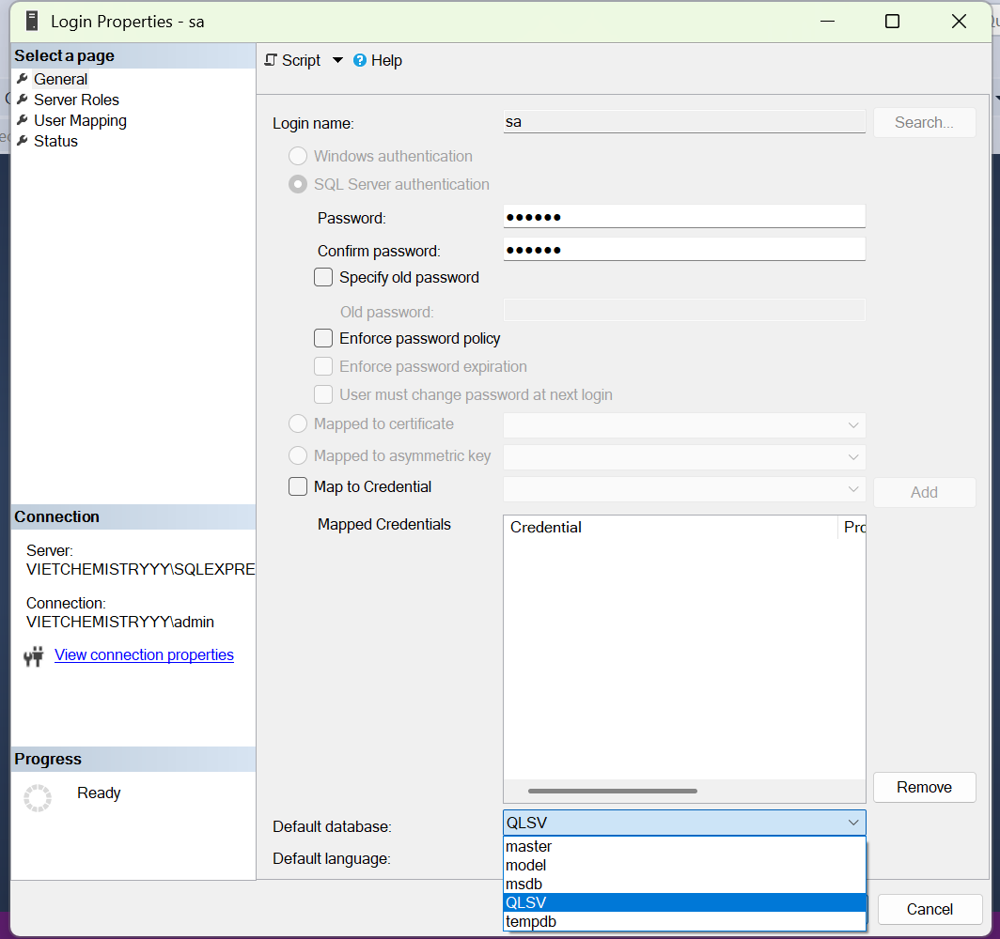 Login Properties - sa
Select a page
General
Server Roles
User Mapping
Status
Connection
Server:
VIETCHEMISTRYYY\SQLEXPRE
Connection:
VIETCHEMISTRYYY\admin
View connection properties
Progress
Ready
Script
Help
Login name:
sa
Search...
Windows authentication
SQL Server authentication
Password:
●●●●●●
Confirm password:
●●●●●●
Specify old password
Old password:
Enforce password policy
Enforce password expiration
User must change password at next login
Mapped to certificate
Mapped to asymmetric key
Map to Credential
Add
Mapped Credentials
Credential Pro
Remove
Default database:
QLSV
Default language:
master
model
msdb
QLSV
tempdb
Cancel